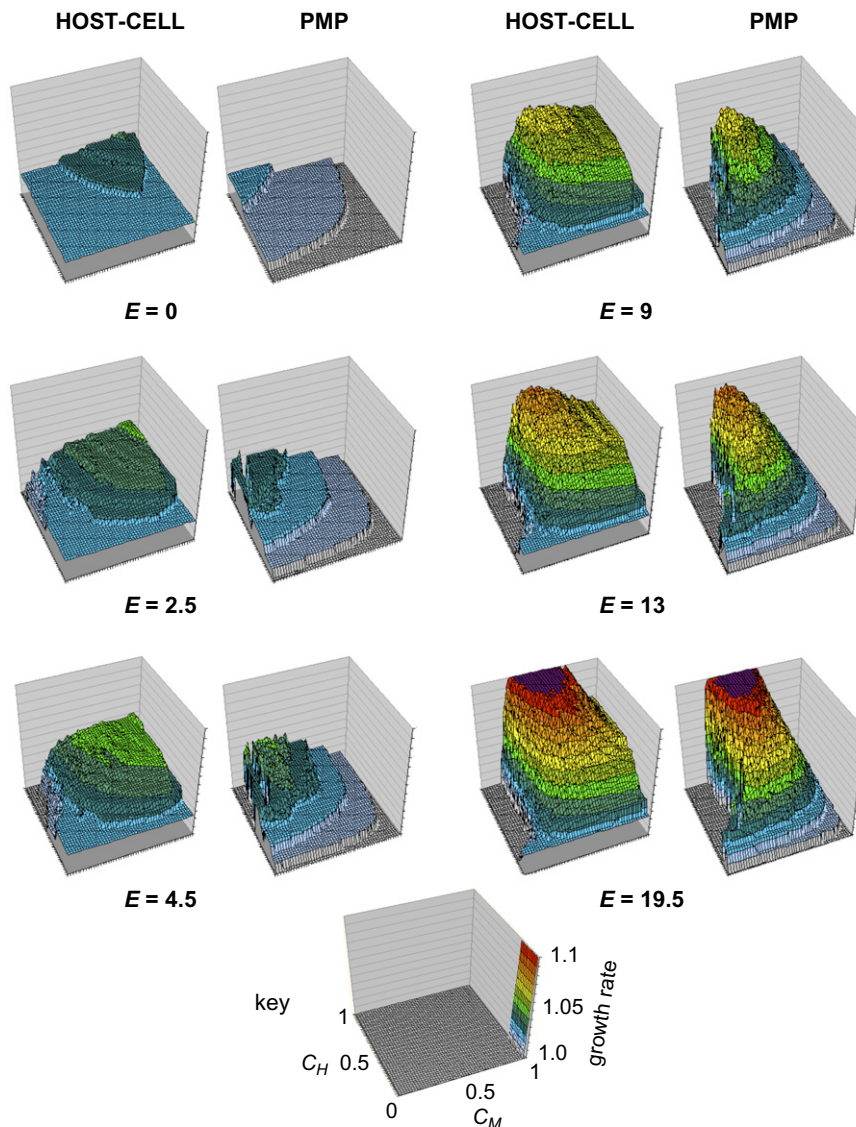 HOST-CELL PMP HOST-CELL PMP
E = 0 E = 9
E = 2.5 E = 13
E = 4.5 E = 19.5
key
1.1
1.05
1.0
growth rate
1
C_H 0.5
0
0.5
1
C_M